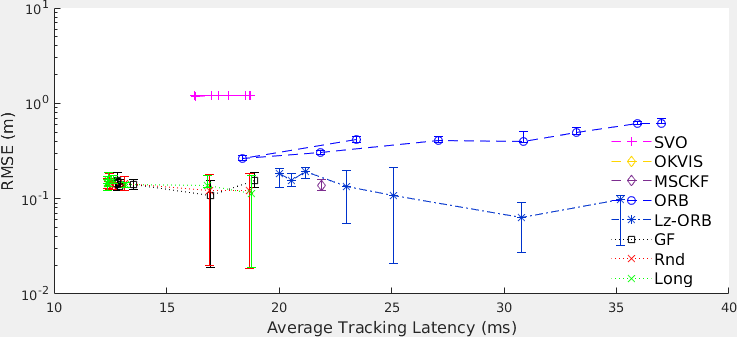 10^1
10^0
10^-1
10^-2
RMSE (m)
10 15 20 25 30 35 40
Average Tracking Latency (ms)
SVO
OKVIS
MSCKF
ORB
Lz-ORB
GF
Rnd
Long